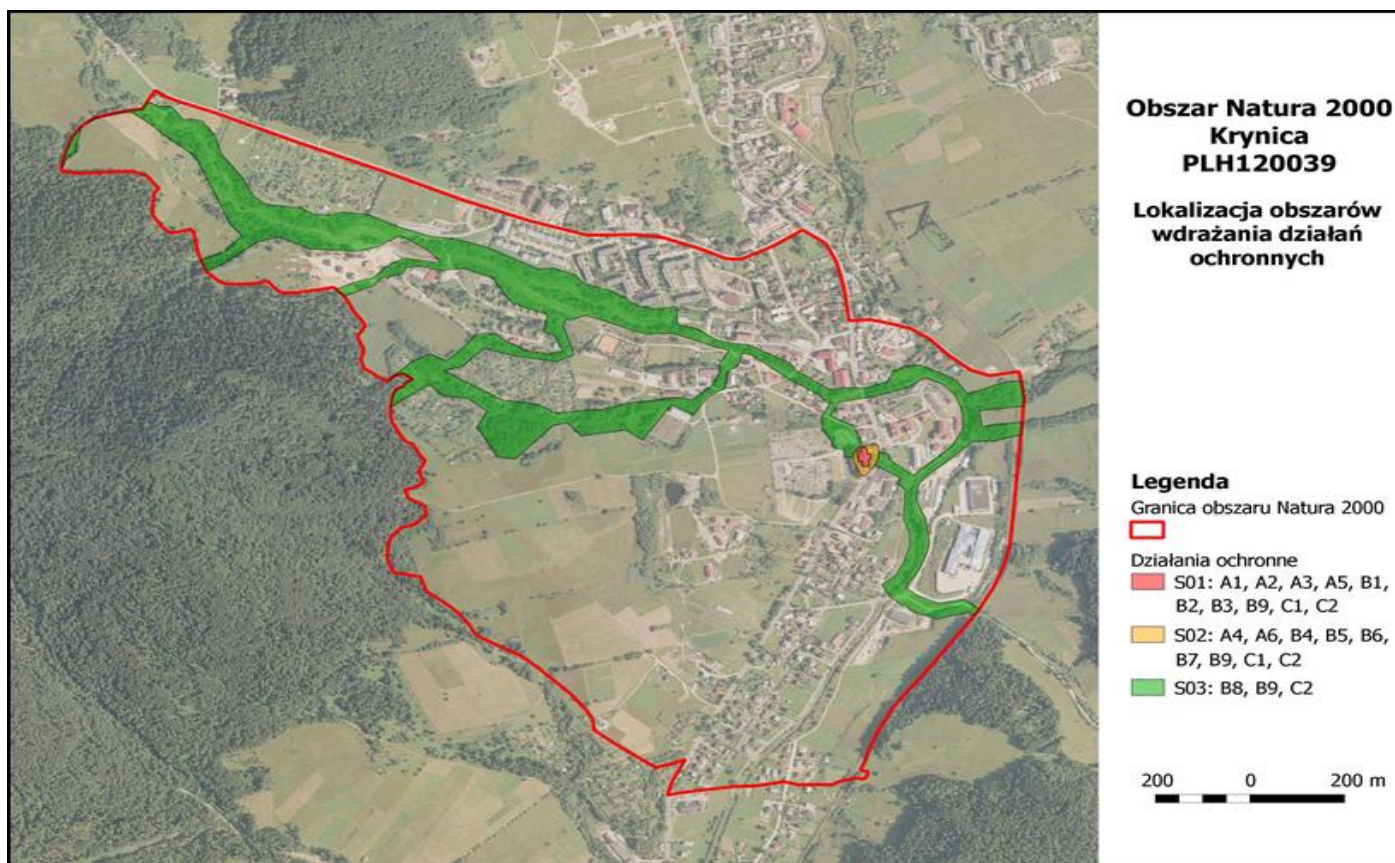 Obszar Natura 2000
Krynica
PLH120039
Lokalizacja obszarów
wdrażania działań
ochronnych
Legenda
Granica obszaru Natura 2000
Działania ochronne
S01: A1, A2, A3, A5, B1,
B2, B3, B9, C1, C2
S02: A4, A6, B4, B5, B6,
B7, B9, C1, C2
S03: B8, B9, C2
200 0 200 m